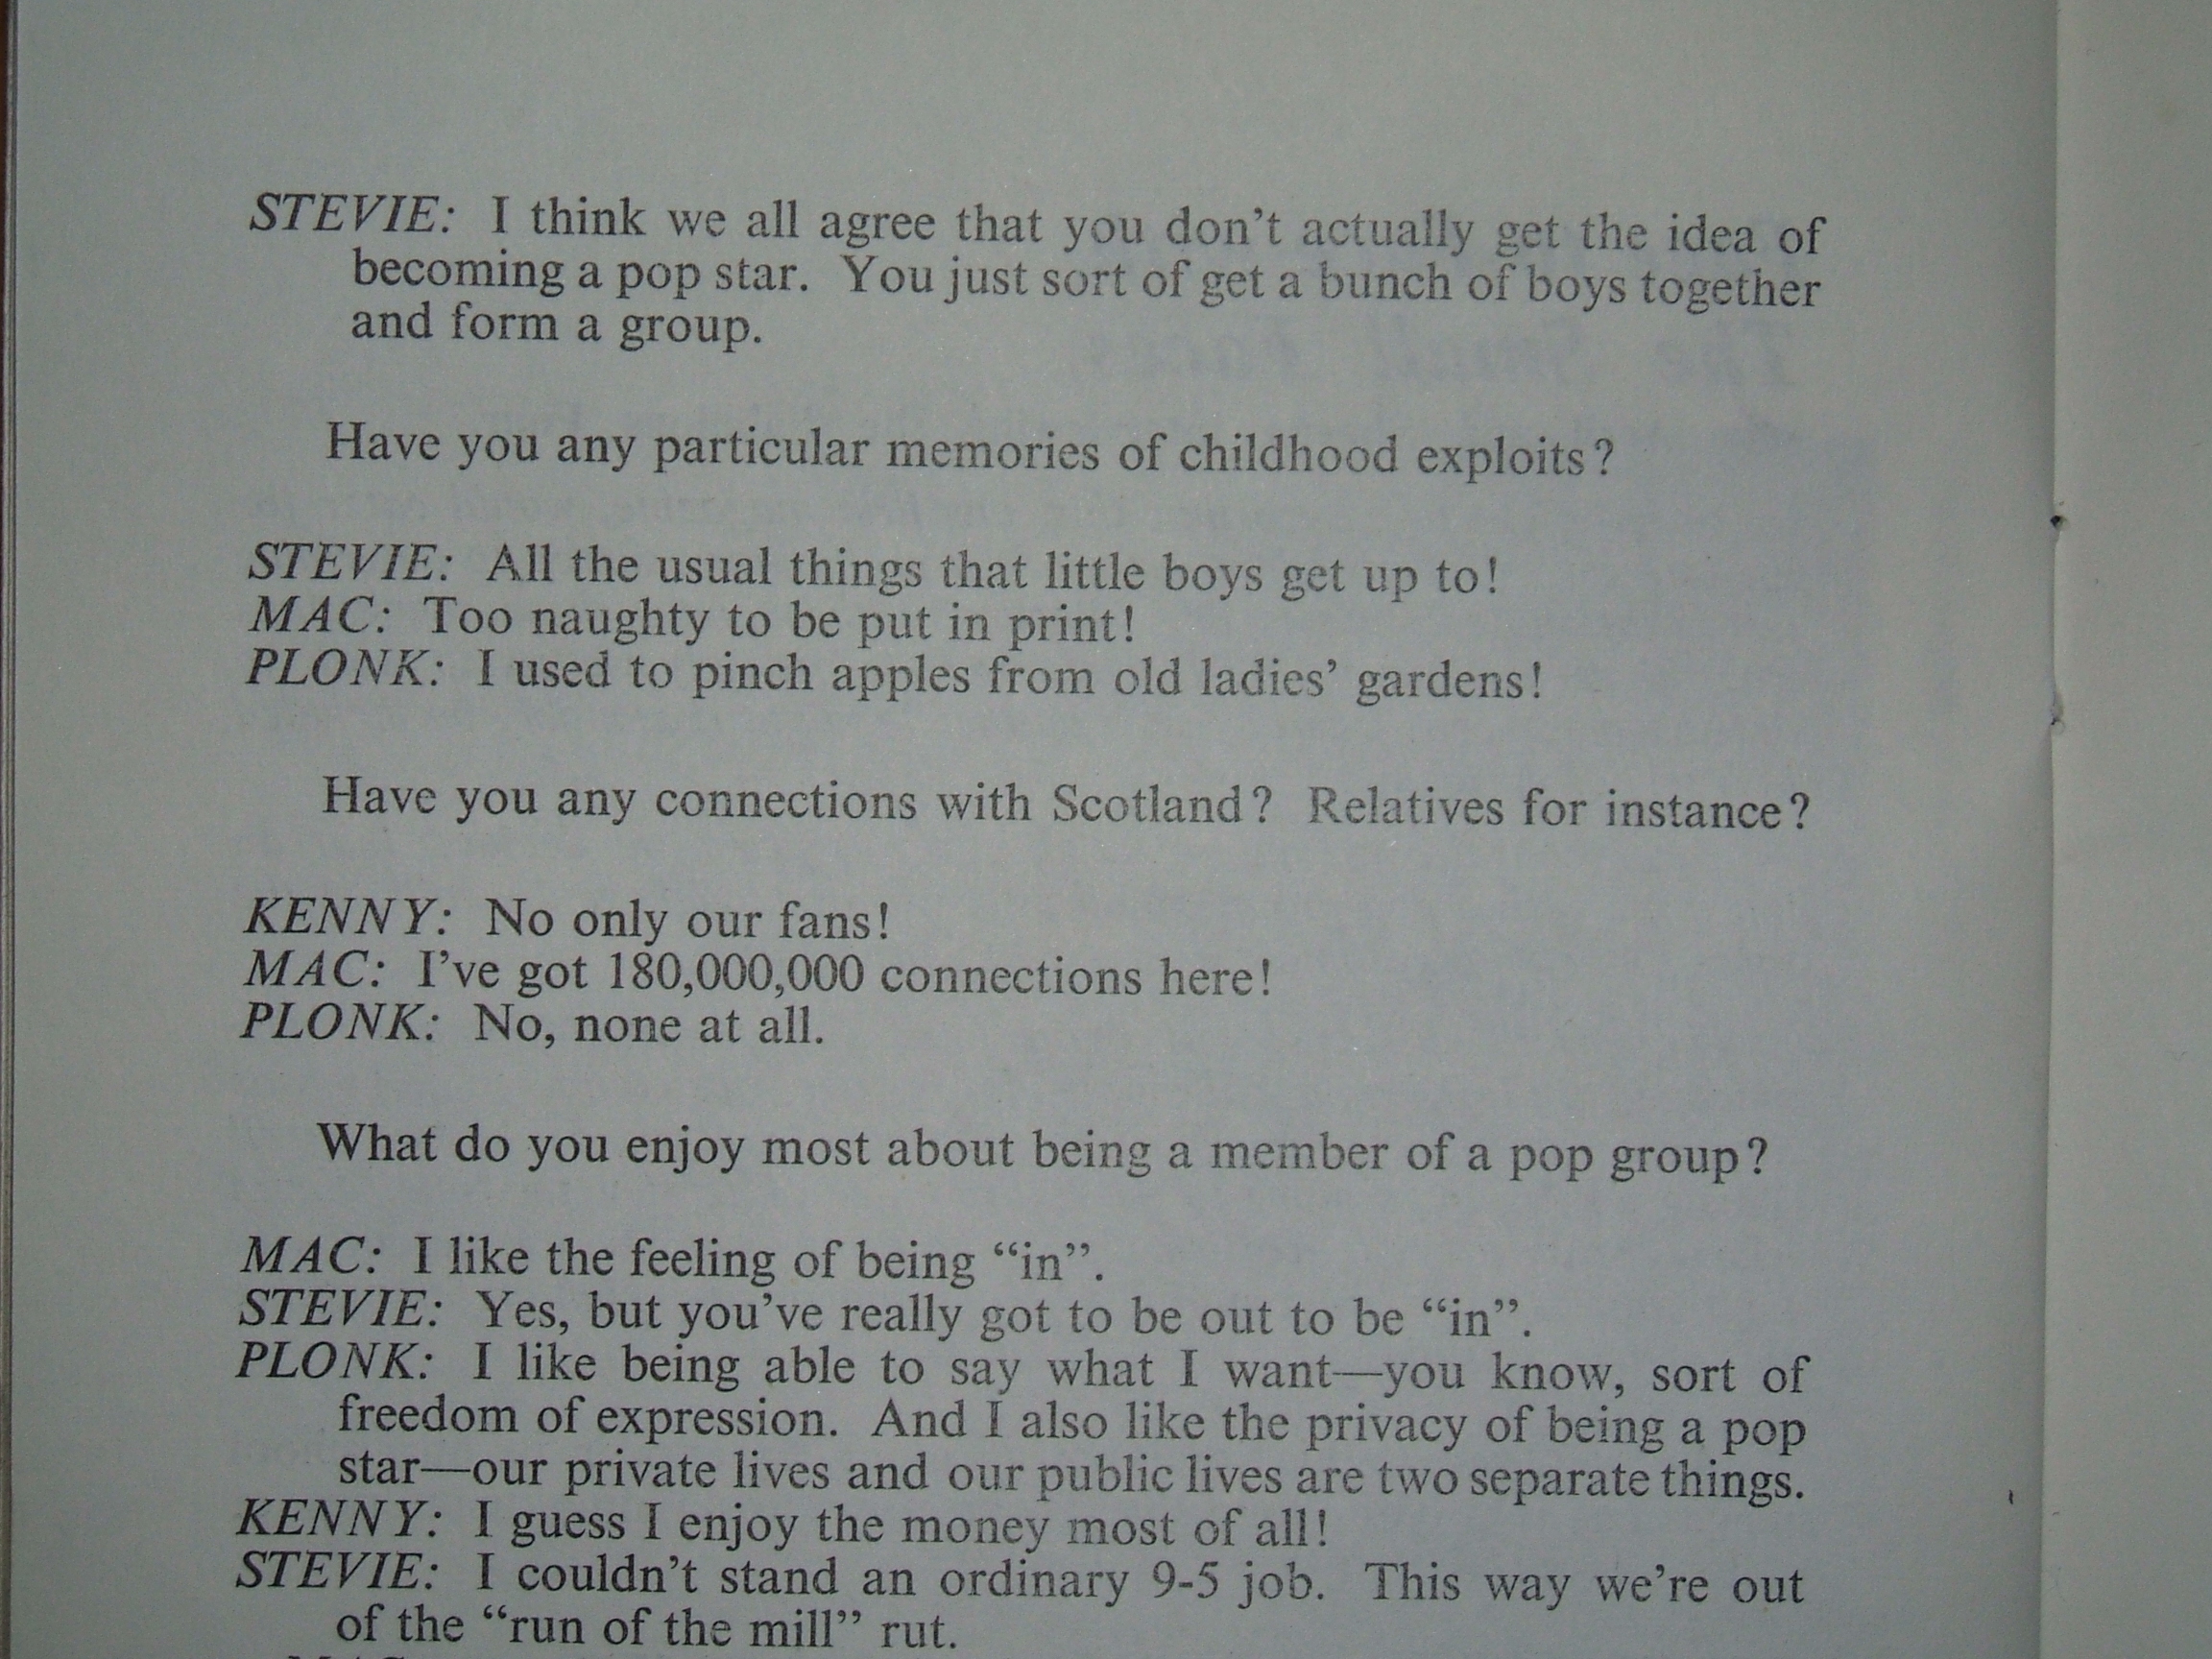 STEVIE: I think we all agree that you don't actually get the idea of
becoming a pop star. You just sort of get a bunch of boys together
and form a group.
Have you any particular memories of childhood exploits?
STEVIE: All the usual things that little boys get up to!
MAC: Too naughty to be put in print!
PLONK: I used to pinch apples from old ladies' gardens!
Have you any connections with Scotland? Relatives for instance?
KENNY: No only our fans!
MAC: I've got 180,000,000 connections here!
PLONK: No, none at all.
What do you enjoy most about being a member of a pop group?
MAC: I like the feeling of being “in”.
STEVIE: Yes, but you've really got to be out to be “in”.
PLONK: I like being able to say what I want—you know, sort of
freedom of expression. And I also like the privacy of being a pop
star—our private lives and our public lives are two separate things.
KENNY: I guess I enjoy the money most of all!
STEVIE: I couldn't stand an ordinary 9-5 job. This way we're out
of the “run of the mill” rut.